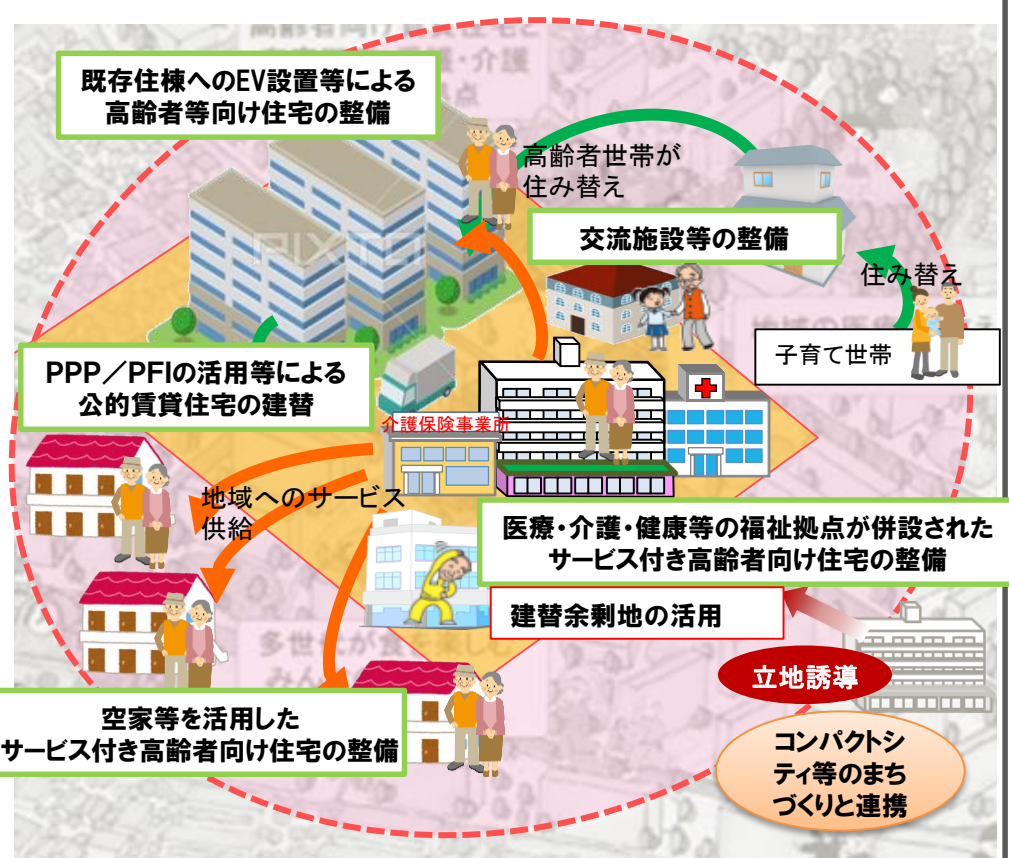 既存住棟へのEV設置等による
高齢者等向け住宅の整備
高齢者世帯が
住み替え
交流施設等の整備
住み替え
子育て世帯
PPP/PFIの活用等による
公的賃貸住宅の建替
介護保険事業所
地域へのサービス
供給
医療・介護・健康等の福祉拠点が併設された
サービス付き高齢者向け住宅の整備
建替余剰地の活用
立地誘導
空家等を活用した
サービス付き高齢者向け住宅の整備
コンパクトシ
ティ等のまち
づくりと連携